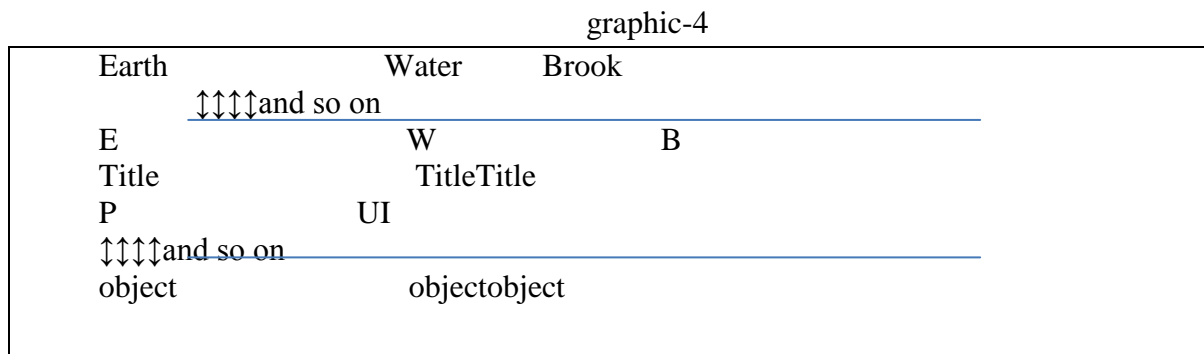 graphic-4
Earth Water Brook
↕↕↕↕and so on
E W B
Title TitleTitle
P UI
↕↕↕↕and so on
object objectobject